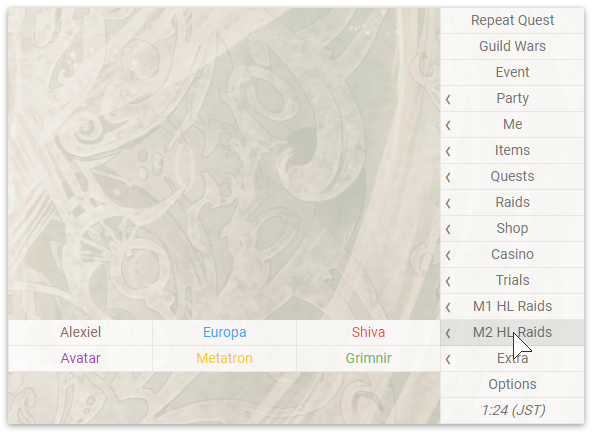 Repeat Quest
Guild Wars
Event
Party
Me
Items
Quests
Raids
Shop
Casino
Trials
M1 HL Raids
Alexiel Europa Shiva M2 HL Raids
Avatar Metatron Grimnir Extra
Options
1:24 (JST)